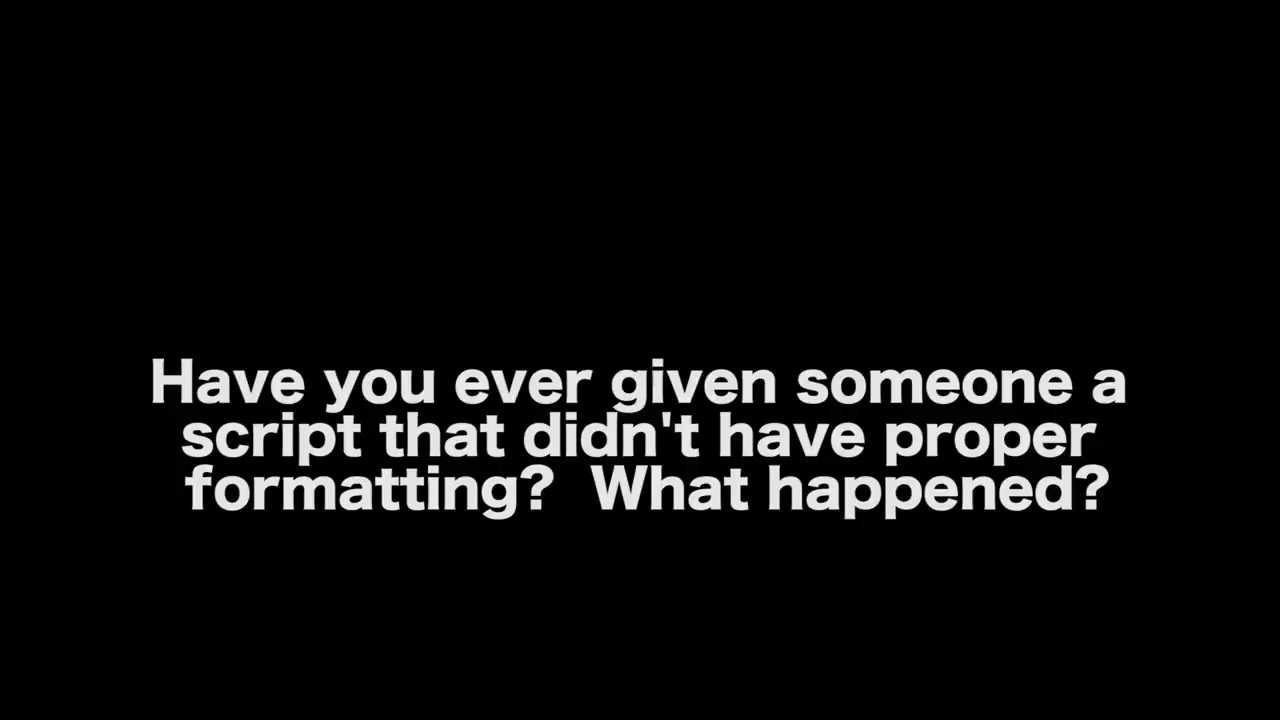 Have you ever given someone a
script that didn't have proper
formatting?  What happened?